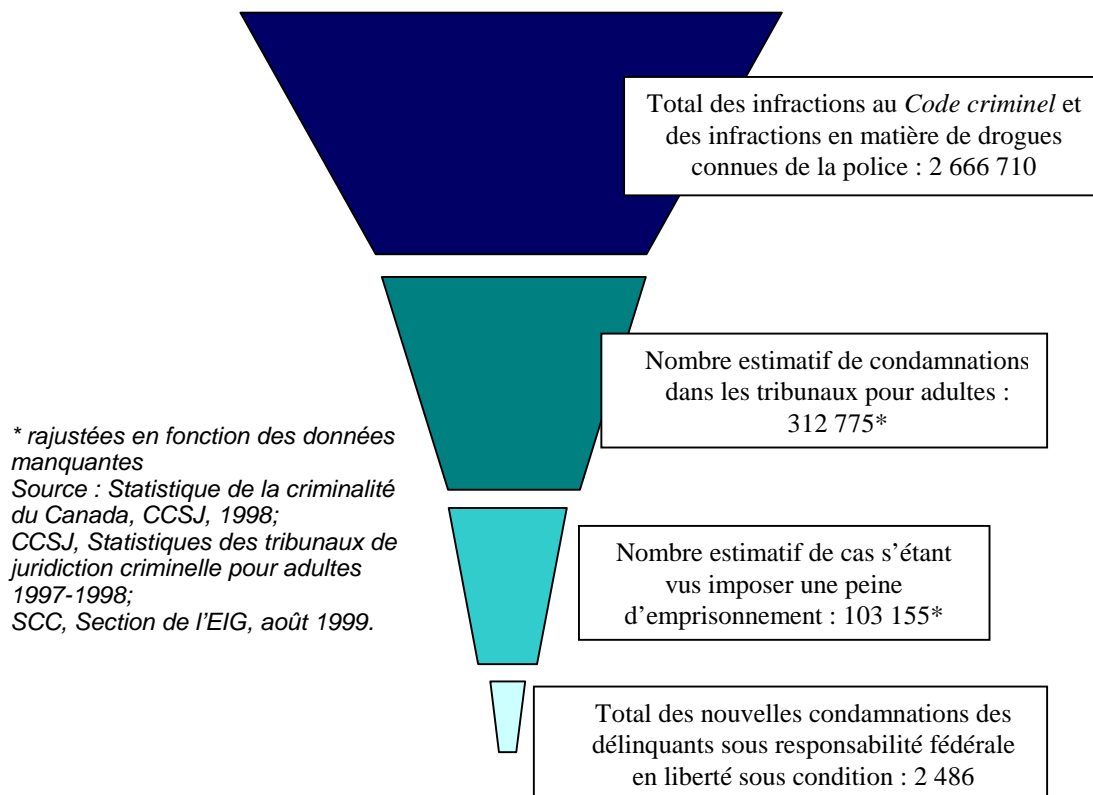 Total des infractions au Code criminel et
des infractions en matière de drogues
connues de la police : 2 666 710
Nombre estimatif de condamnations
dans les tribunaux pour adultes :
312 775*
* rajustées en fonction des données
manquantes
Source : Statistique de la criminalité
du Canada, CCSJ, 1998;
CCSJ, Statistiques des tribunaux de
juridiction criminelle pour adultes
1997-1998;
SCC, Section de l’EIG, août 1999.
Nombre estimatif de cas s’étant
vus imposer une peine
d’emprisonnement : 103 155*
Total des nouvelles condamnations des
délinquants sous responsabilité fédérale
en liberté sous condition : 2 486